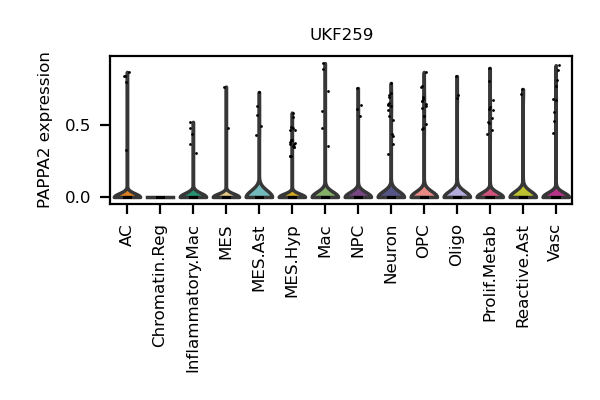 UKF259
PAPPA2 expression
0.5
0.0
AC
Chromatin.Reg
Inflammatory.Mac
MES
MES.Ast
MES.Hyp
Mac
NPC
Neuron
OPC
Oligo
Prolif.Metab
Reactive.Ast
Vasc